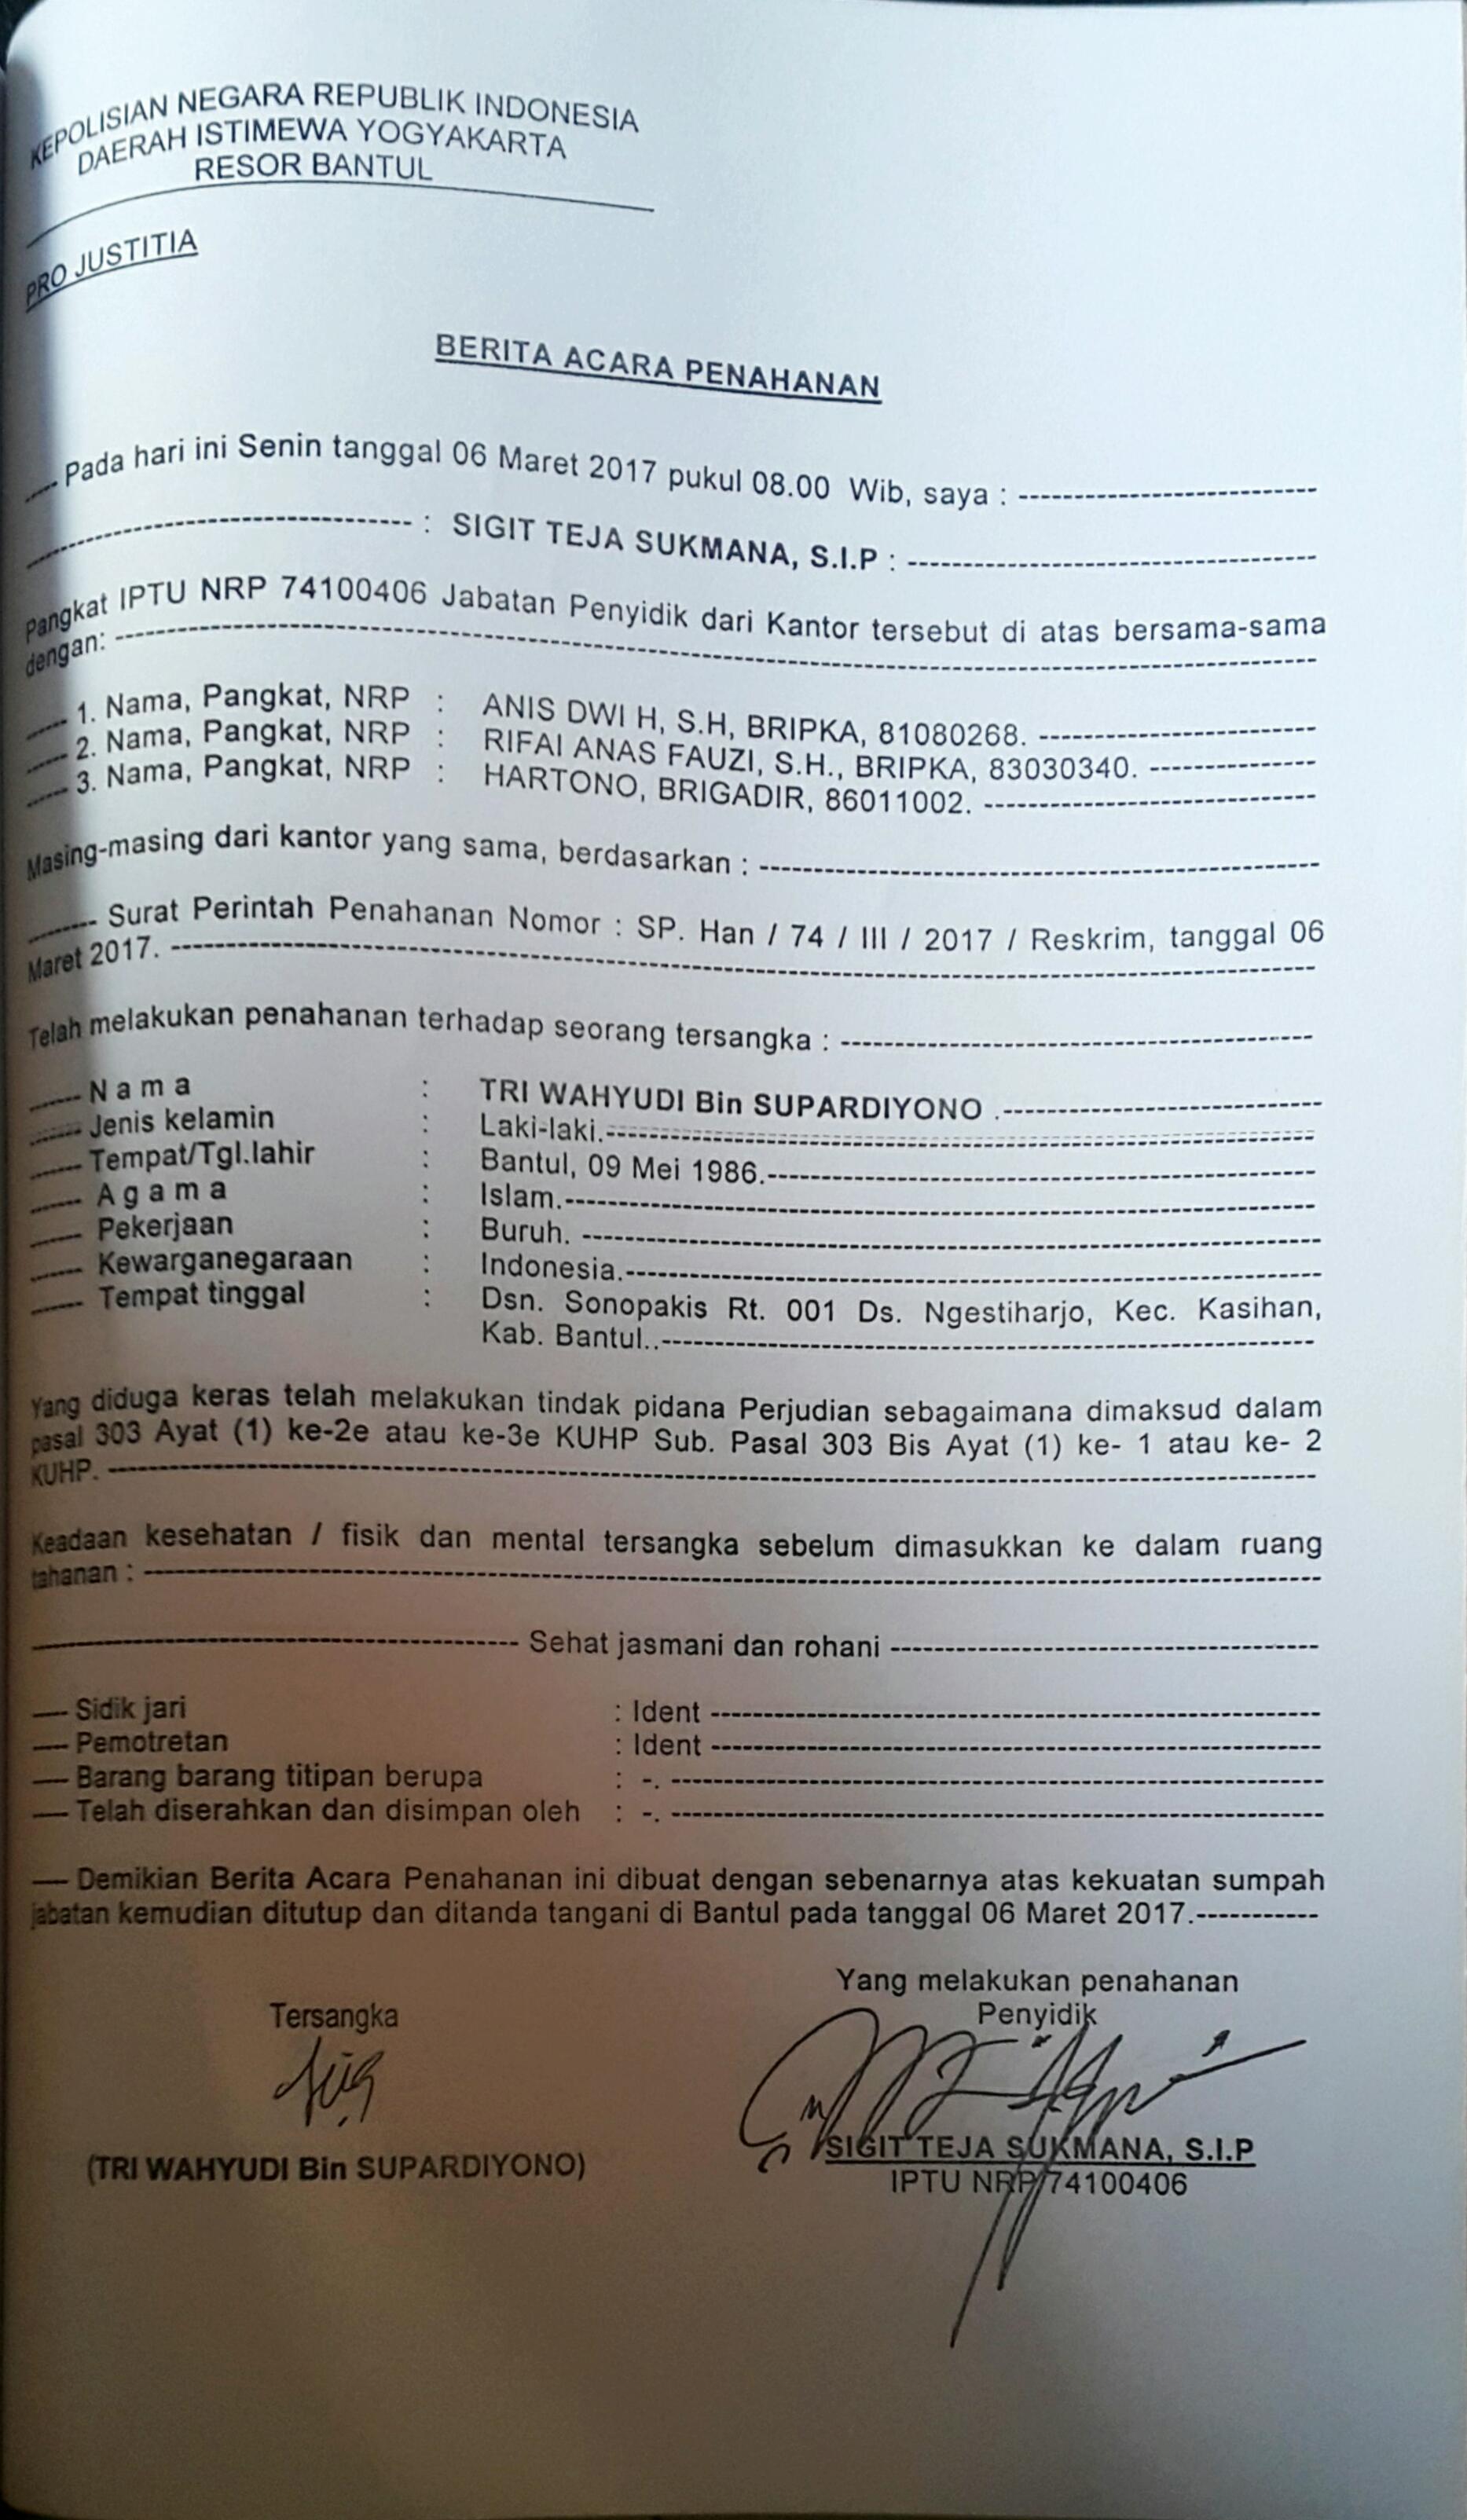 KEPOLISIAN NEGARA REPUBLIK INDONESIA
DAERAH ISTIMEWA YOGYAKARTA
RESOR BANTUL
PRO JUSTITIA
BERITA ACARA PENAHANAN
---- Pada hari ini Senin tanggal 06 Maret 2017 pukul 08.00 Wib, saya : ----------------------------
------------------------------------ : SIGIT TEJA SUKMANA, S.I.P : --------------------------------------
Pangkat IPTU NRP 74100406 Jabatan Penyidik dari Kantor tersebut di atas bersama-sama
dengan: --------------------------------------------------------------------------------
---- 1. Nama, Pangkat, NRP : ANIS DWI H, S.H, BRIPKA, 81080268. --------------------------
---- 2. Nama, Pangkat, NRP : RIFAI ANAS FAUZI, S.H., BRIPKA, 83030340. ----------------
---- 3. Nama, Pangkat, NRP : HARTONO, BRIGADIR, 86011002. -------------------------------
Masing-masing dari kantor yang sama, berdasarkan : ----------------------------------------------------
------ Surat Perintah Penahanan Nomor : SP. Han / 74 / III / 2017 / Reskrim, tanggal 06
Maret 2017. --------------------------------------------------------------------------------
Telah melakukan penahanan terhadap seorang tersangka : --------------------------------------------
----- N a m a : TRI WAHYUDI Bin SUPARDIYONO .------------------------------
----- Jenis kelamin : Laki-laki.------------------------------------------------------------------
----- Tempat/Tgl.lahir : Bantul, 09 Mei 1986.---------------------------------------------------
----- A g a m a : Islam.----------------------------------------------------------------------
----- Pekerjaan : Buruh. --------------------------------------------------------------------
----- Kewarganegaraan : Indonesia.----------------------------------------------------------------
----- Tempat tinggal : Dsn. Sonopakis Rt. 001 Ds. Ngestiharjo, Kec. Kasihan,
Kab. Bantul..-------------------------------------------------------------
Yang diduga keras telah melakukan tindak pidana Perjudian sebagaimana dimaksud dalam
pasal 303 Ayat (1) ke-2e atau ke-3e KUHP Sub. Pasal 303 Bis Ayat (1) ke- 1 atau ke- 2
KUHP. --------------------------------------------------------------------------------
Keadaan kesehatan / fisik dan mental tersangka sebelum dimasukkan ke dalam ruang
tahanan : --------------------------------------------------------------------------------
--------------------------------------------- Sehat jasmani dan rohani ----------------------------------------
---- Sidik jari : Ident ---------------------------------------------------------
---- Pemotretan : Ident ---------------------------------------------------------
---- Barang barang titipan berupa : -. -------------------------------------------------------------
---- Telah diserahkan dan disimpan oleh : -. -------------------------------------------------------------
---- Demikian Berita Acara Penahanan ini dibuat dengan sebenarnya atas kekuatan sumpah
jabatan kemudian ditutup dan ditanda tangani di Bantul pada tanggal 06 Maret 2017.-----------
Yang melakukan penahanan
Tersangka Penyidik
(TRI WAHYUDI Bin SUPARDIYONO) SIGIT TEJA SUKMANA, S.I.P
IPTU NRP 74100406